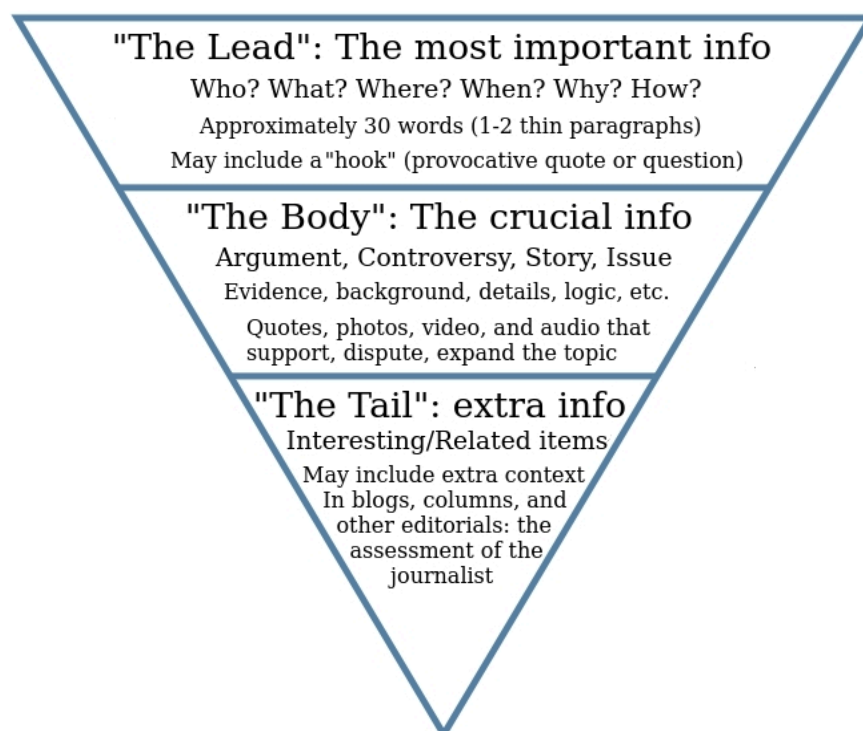 "The Lead": The most important info
Who? What? Where? When? Why? How?
Approximately 30 words (1-2 thin paragraphs)
May include a "hook" (provocative quote or question)
"The Body": The crucial info
Argument, Controversy, Story, Issue
Evidence, background, details, logic, etc.
Quotes, photos, video, and audio that
support, dispute, expand the topic
"The Tail": extra info
Interesting/Related items
May include extra context
In blogs, columns, and
other editorials: the
assessment of the
journalist